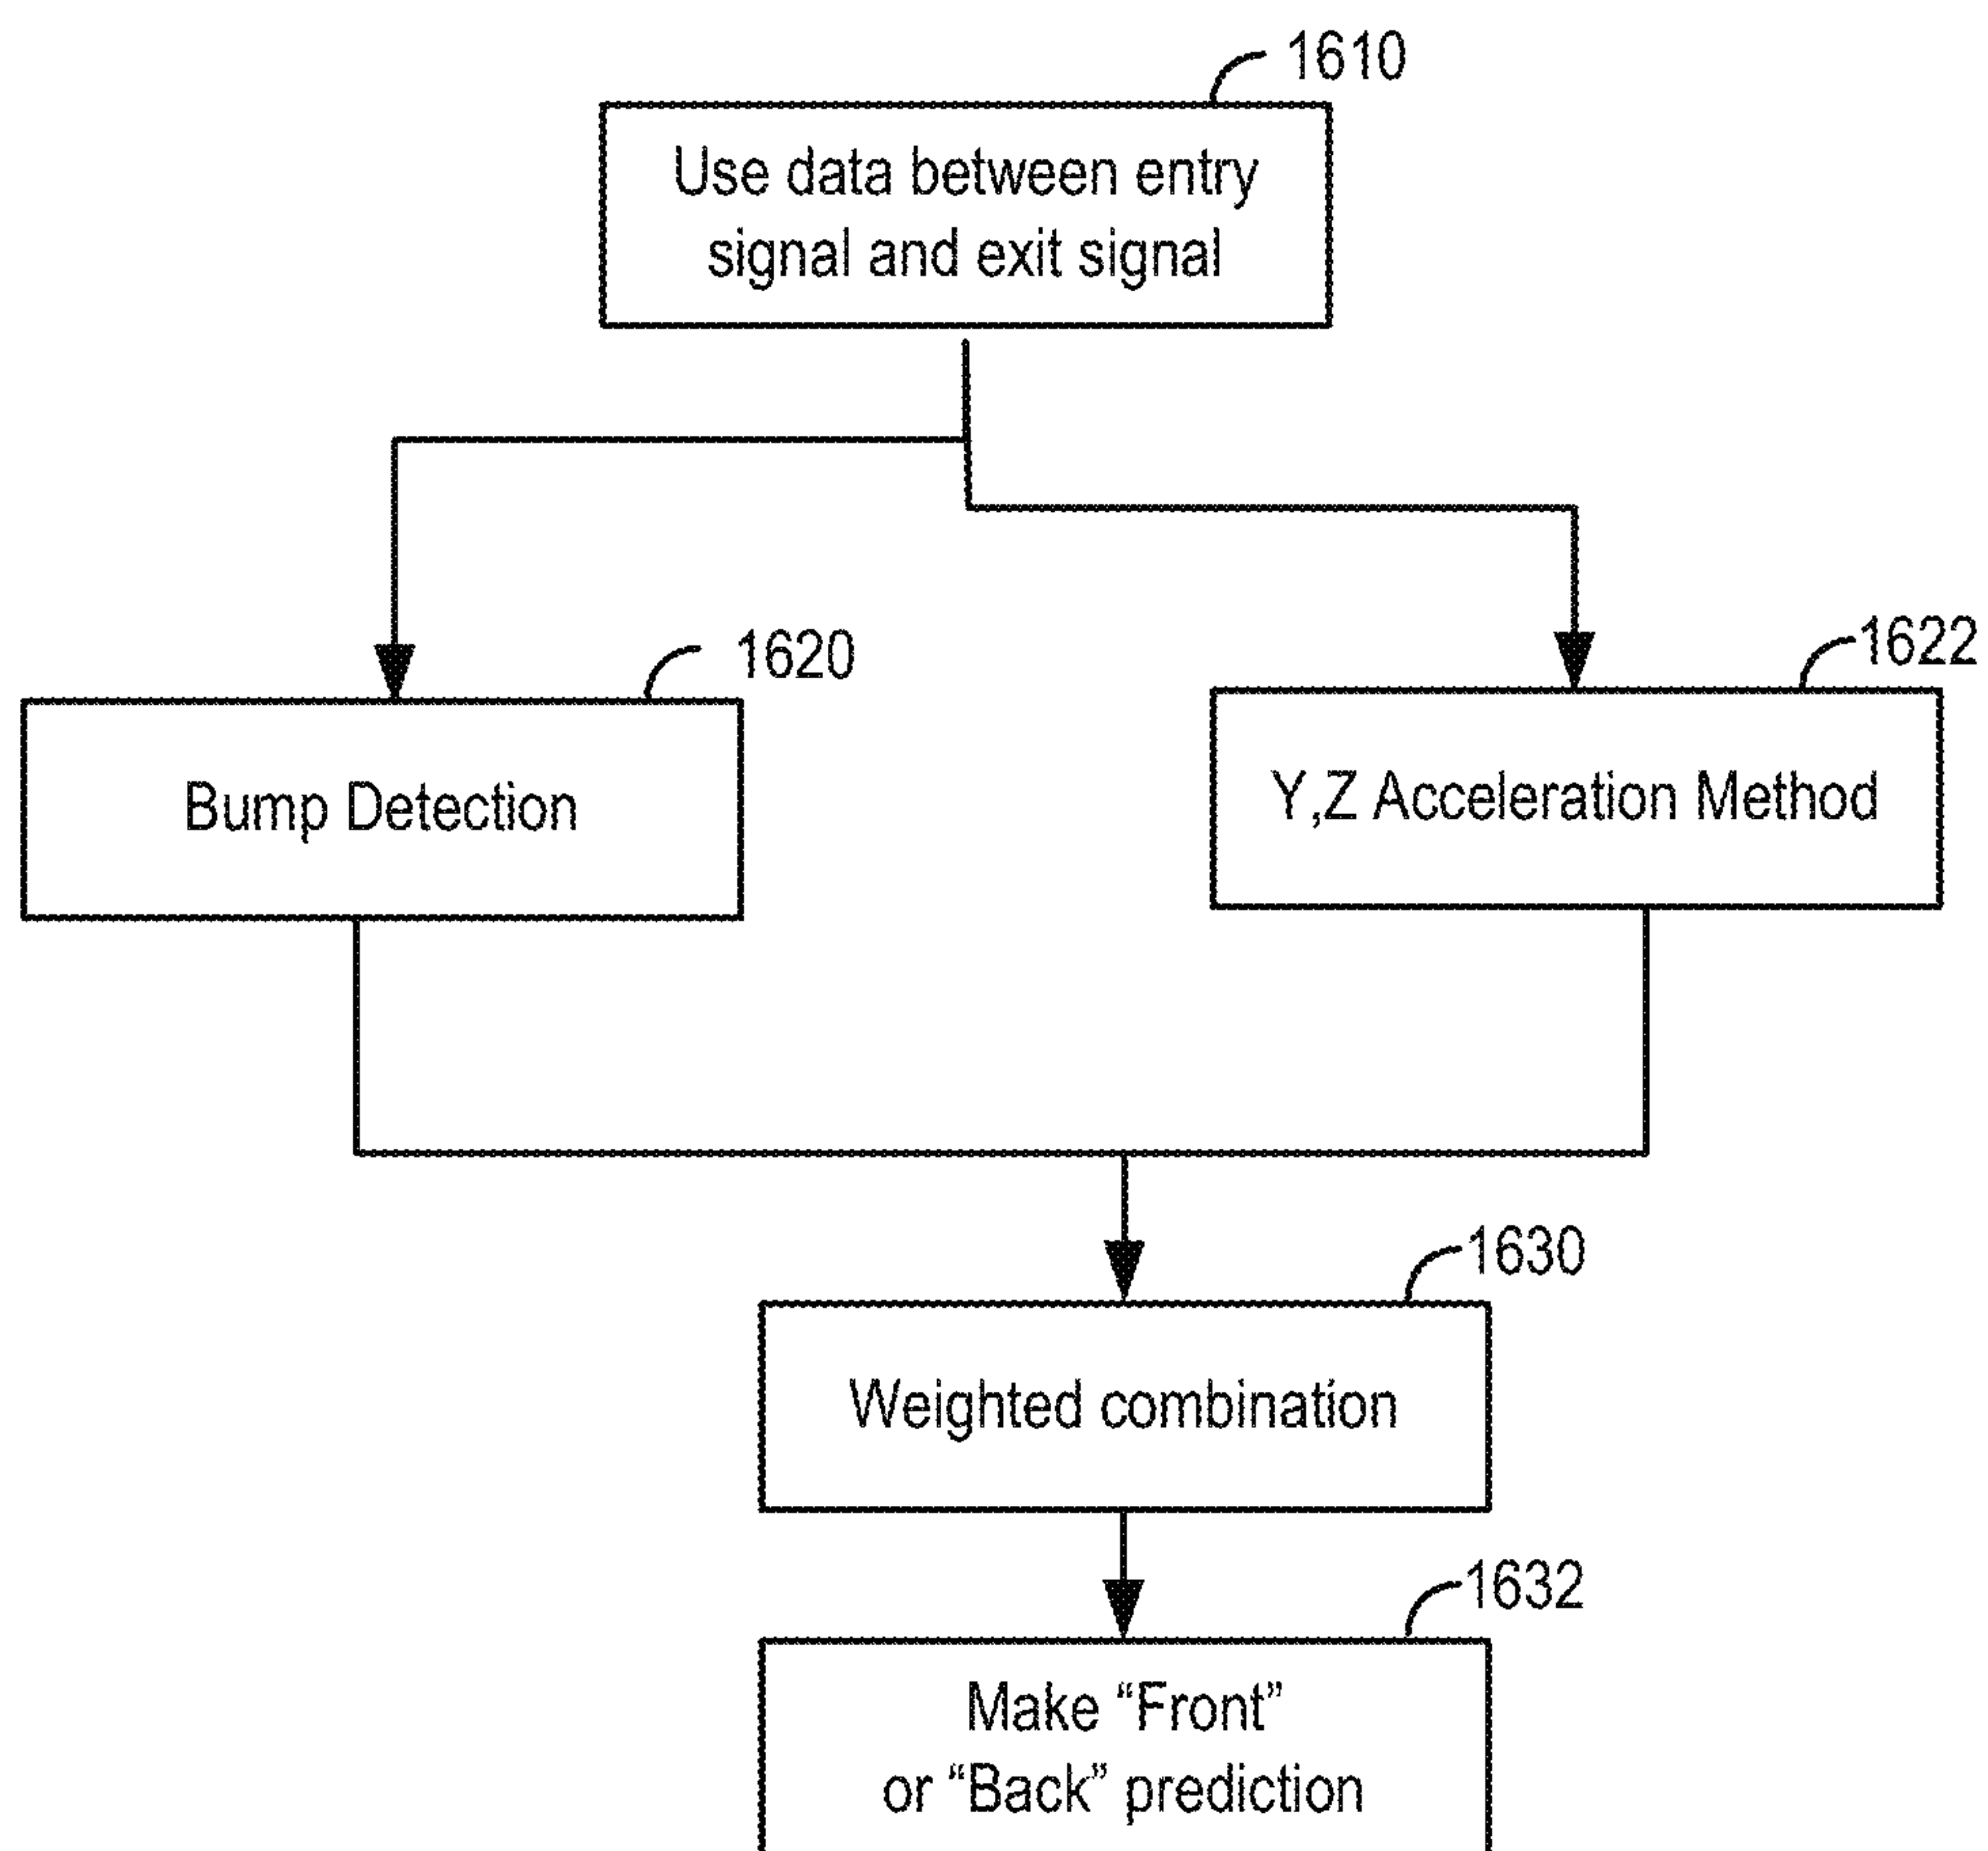 1610
Use data between entry
signal and exit signal
1620
Bump Detection
1622
Y,Z Acceleration Method
1630
Weighted combination
1632
Make “Front”
or “Back” prediction